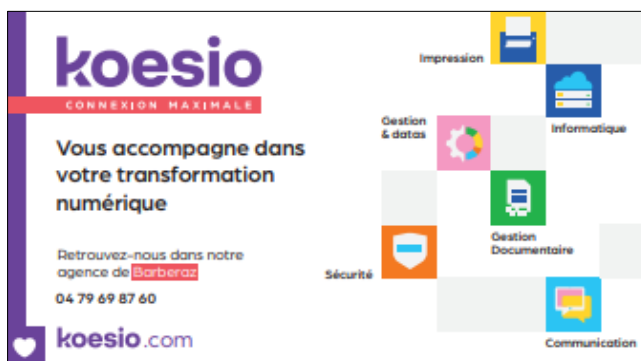 koesio
CONNEXION MAXIMALE
Vous accompagne dans
votre transformation
numérique
Retrouvez-nous dans notre
agence de Barberaz
04 79 69 87 60
koesio.com
Impression
Informatique
Gestion
& datas
Gestion
Documentaire
Sécurité
Communication